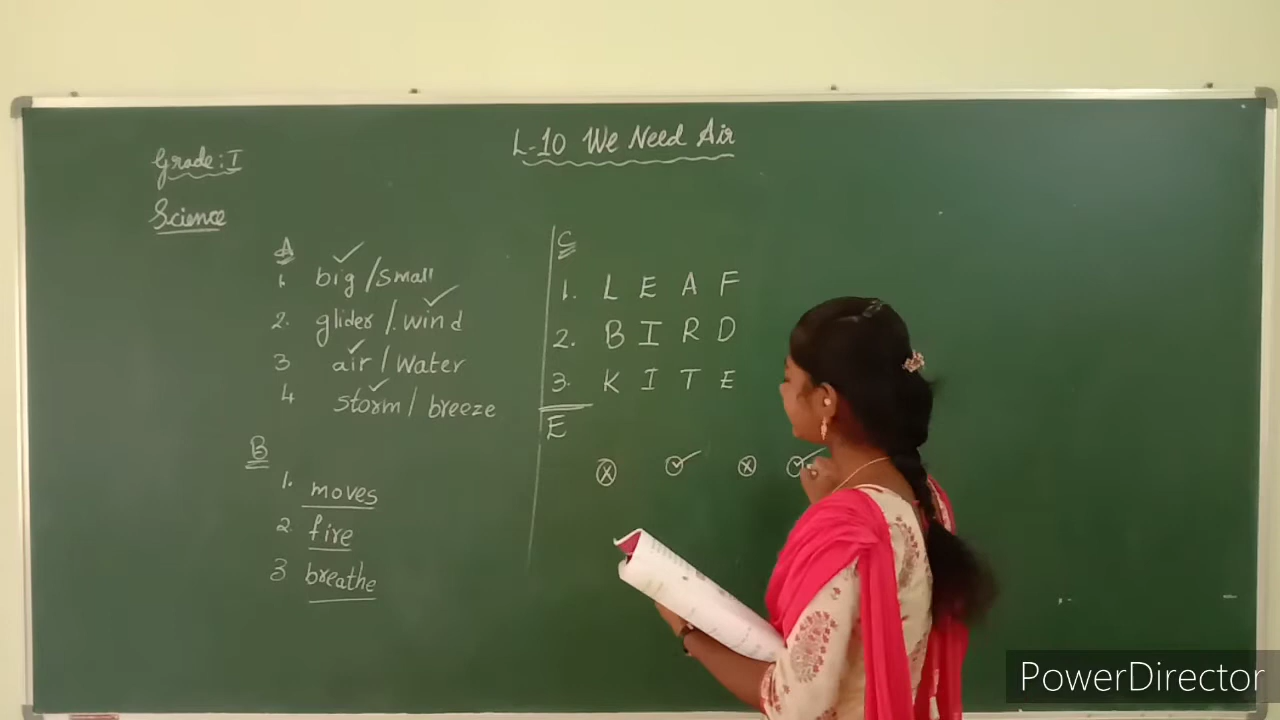 L-10 We Need Air
Grade: I
Science
A
1. big / small
2. glider / wind
3 air / water
4 storm / breeze
B
1. moves
2. fire
3 breathe
C
1. L E A F
2. B I R D
3. K I T E
E
PowerDirector